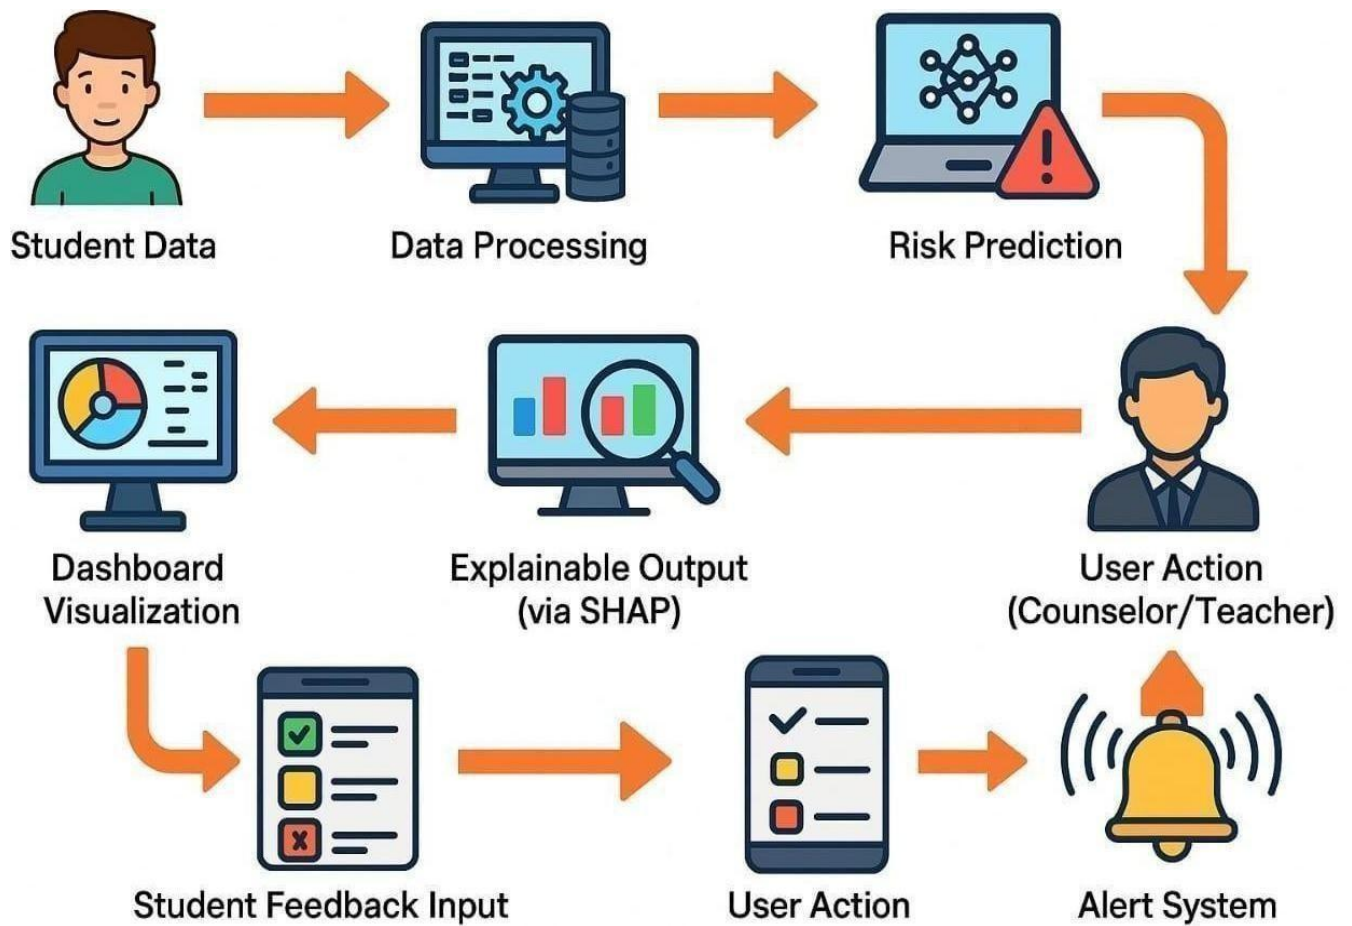 Student Data
Data Processing
Risk Prediction
Dashboard
Visualization
Explainable Output
(via SHAP)
User Action
(Counselor/Teacher)
Student Feedback Input
User Action
Alert System